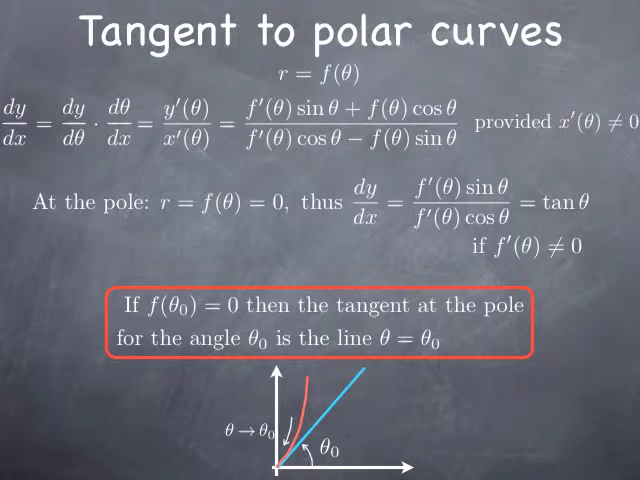 Tangent to polar curves
r = f(θ)
dy/dx = dy/dθ · dθ/dx = y′(θ)/x′(θ) = (f′(θ) sin θ + f(θ) cos θ)/(f′(θ) cos θ − f(θ) sin θ) provided x′(θ) ≠ 0
At the pole: r = f(θ) = 0, thus dy/dx = (f′(θ) sin θ)/(f′(θ) cos θ) = tan θ
if f′(θ) ≠ 0
If f(θ₀) = 0 then the tangent at the pole
for the angle θ₀ is the line θ = θ₀
θ → θ₀
θ₀